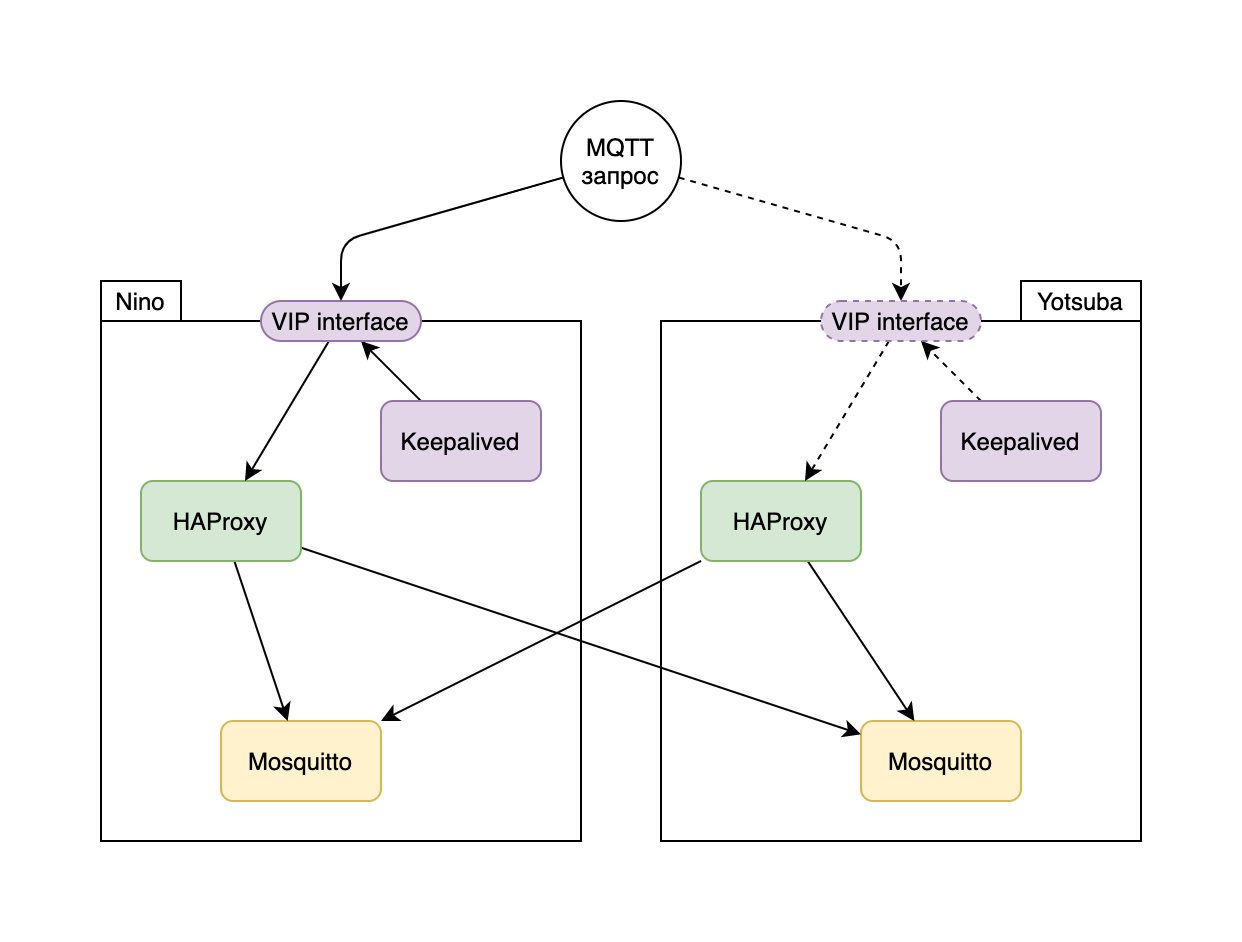 MQTT
запрос
Nino
VIP interface
VIP interface
Yotsuba
Keepalived
Keepalived
HAProxy
HAProxy
Mosquitto
Mosquitto